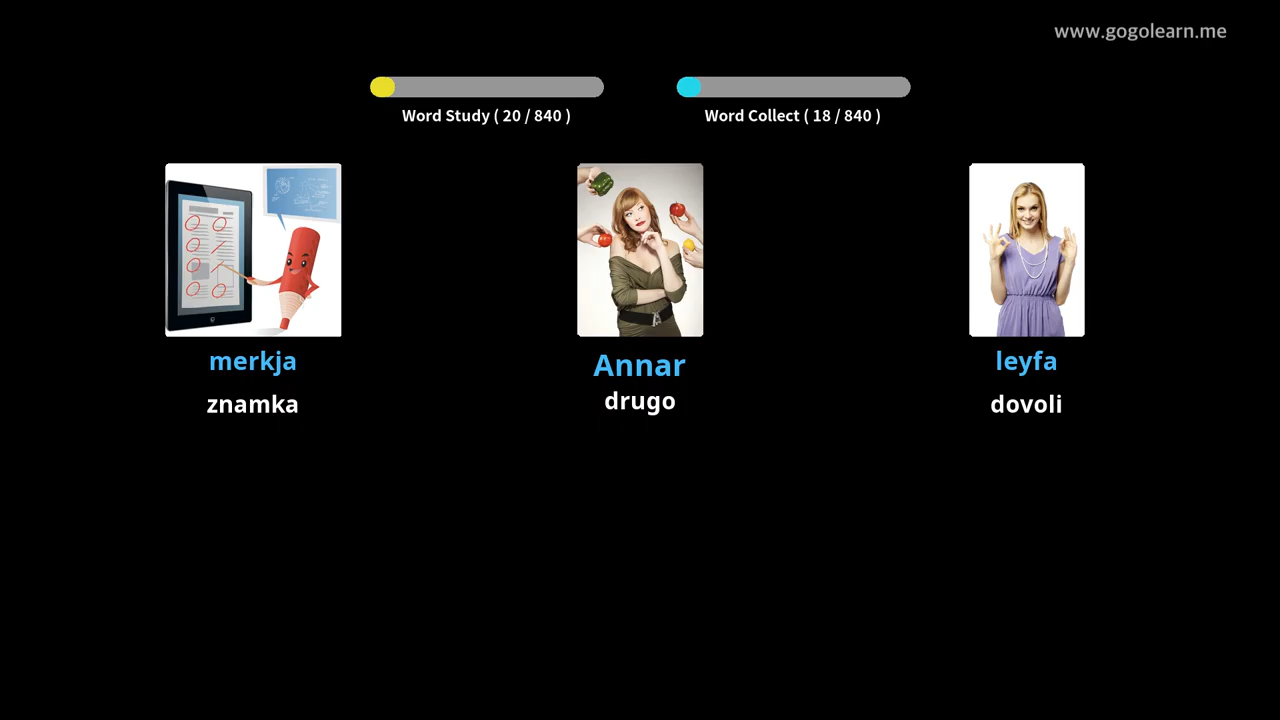 www.gogolearn.me
Word Study ( 20 / 840 )
Word Collect ( 18 / 840 )
merkja
Annar
leyfa
znamka
drugo
dovoli